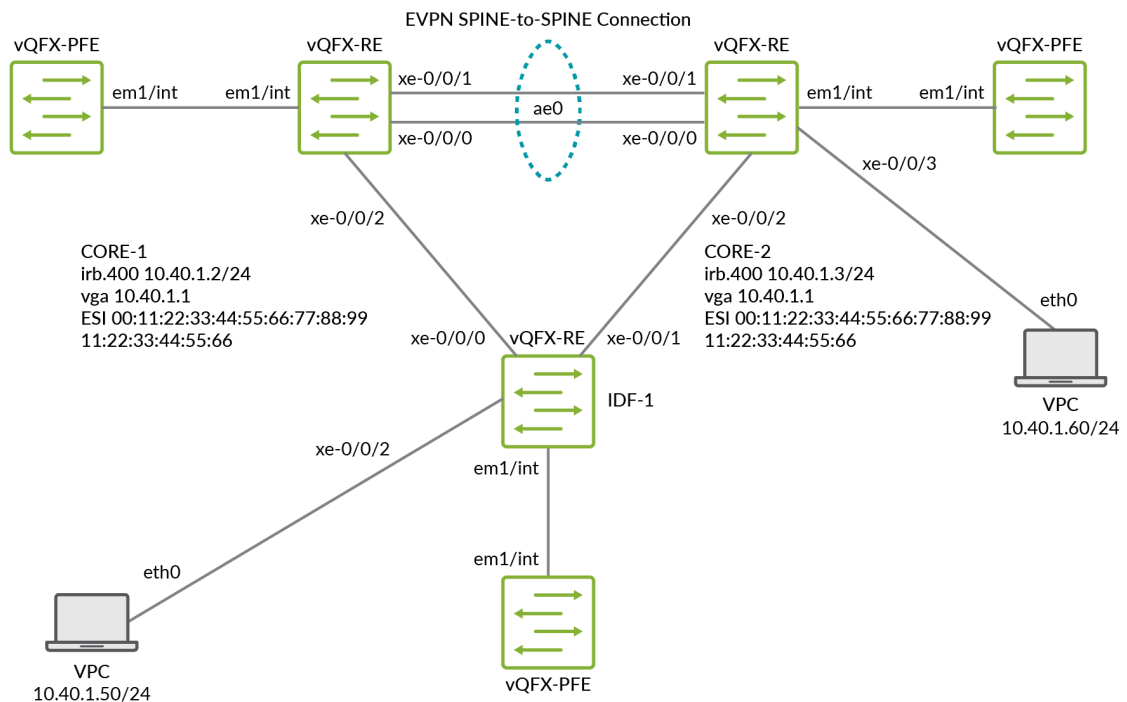 EVPN SPINE-to-SPINE Connection
vQFX-PFE
vQFX-RE
vQFX-RE
vQFX-PFE
em1/int
em1/int
xe-0/0/1
xe-0/0/1
em1/int
em1/int
ae0
xe-0/0/0
xe-0/0/0
xe-0/0/3
xe-0/0/2
xe-0/0/2
CORE-1
irb.400 10.40.1.2/24
vga 10.40.1.1
ESI 00:11:22:33:44:55:66:77:88:99
11:22:33:44:55:66
CORE-2
irb.400 10.40.1.3/24
vga 10.40.1.1
ESI 00:11:22:33:44:55:66:77:88:99
11:22:33:44:55:66
eth0
VPC
10.40.1.60/24
xe-0/0/0
vQFX-RE
xe-0/0/1
IDF-1
xe-0/0/2
em1/int
em1/int
eth0
VPC
10.40.1.50/24
vQFX-PFE